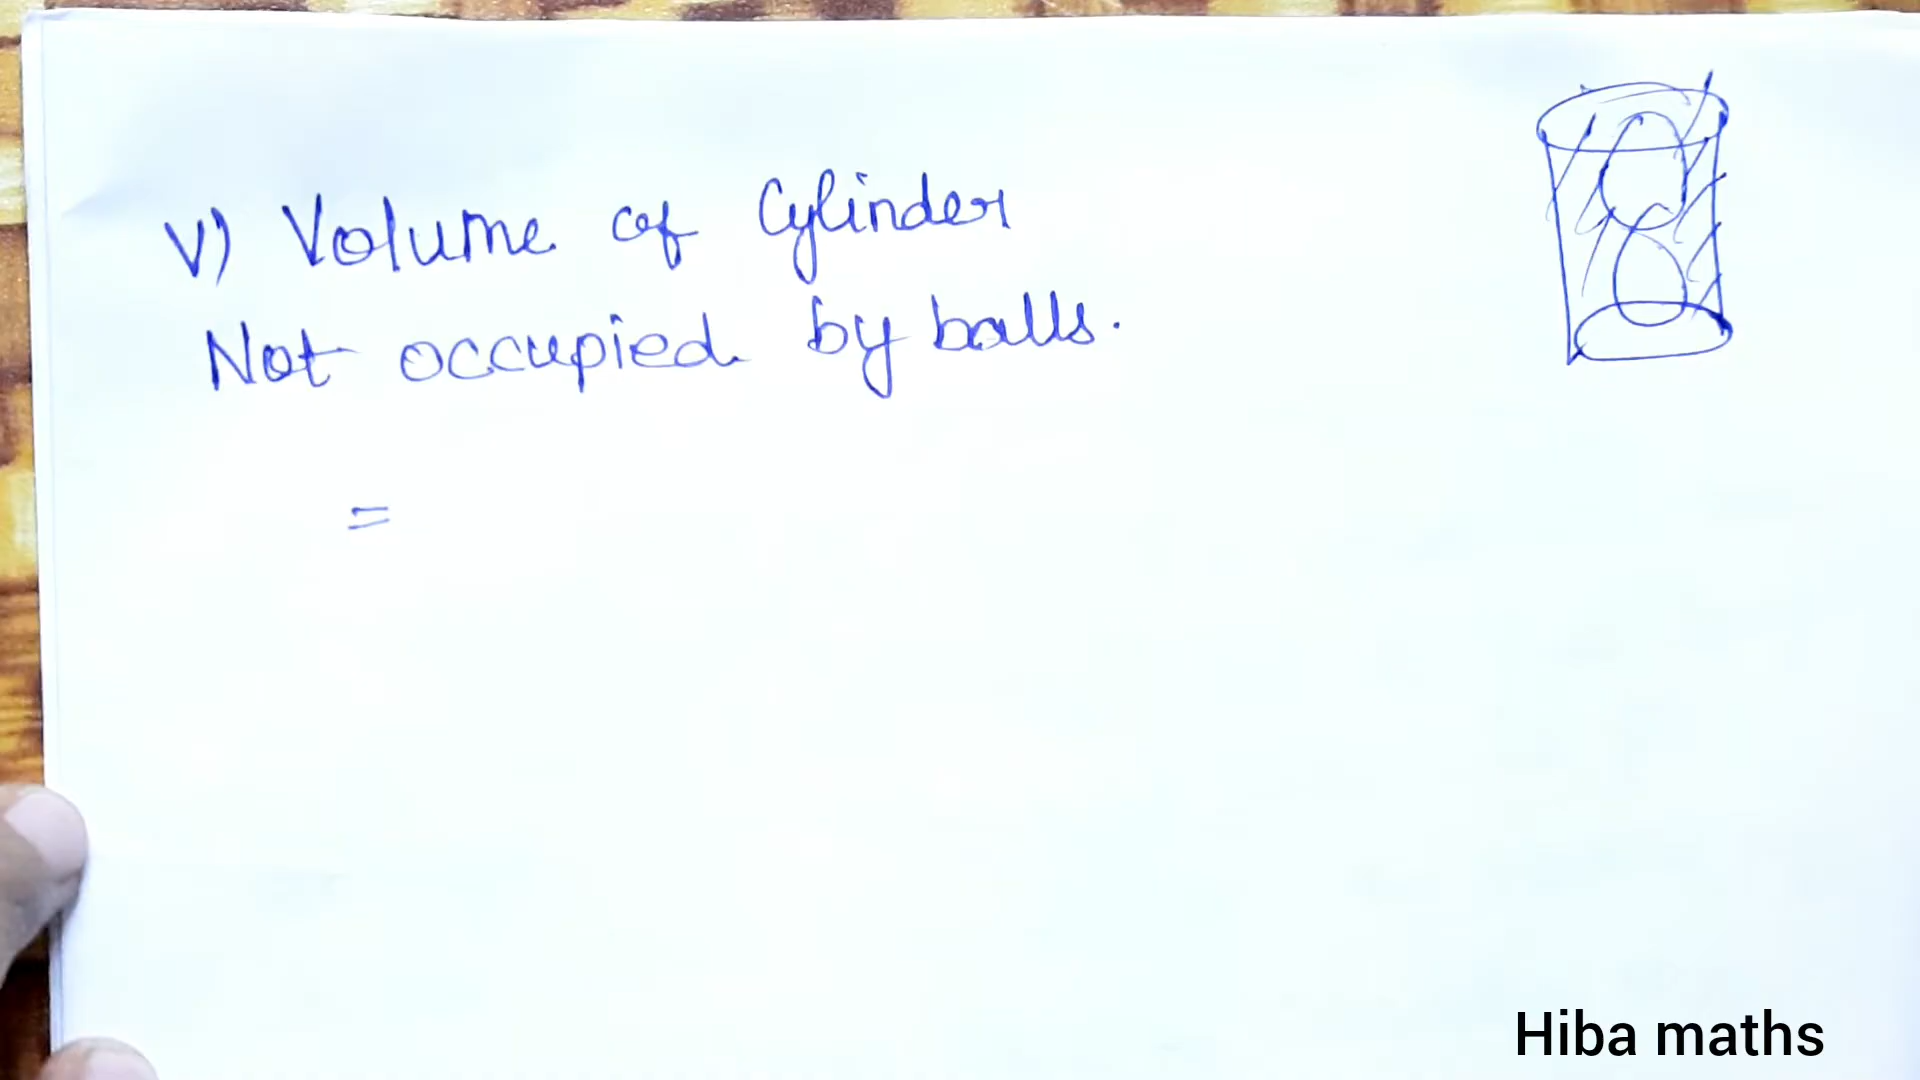 V) Volume of Cylinder
Not occupied by balls.
=
Hiba maths